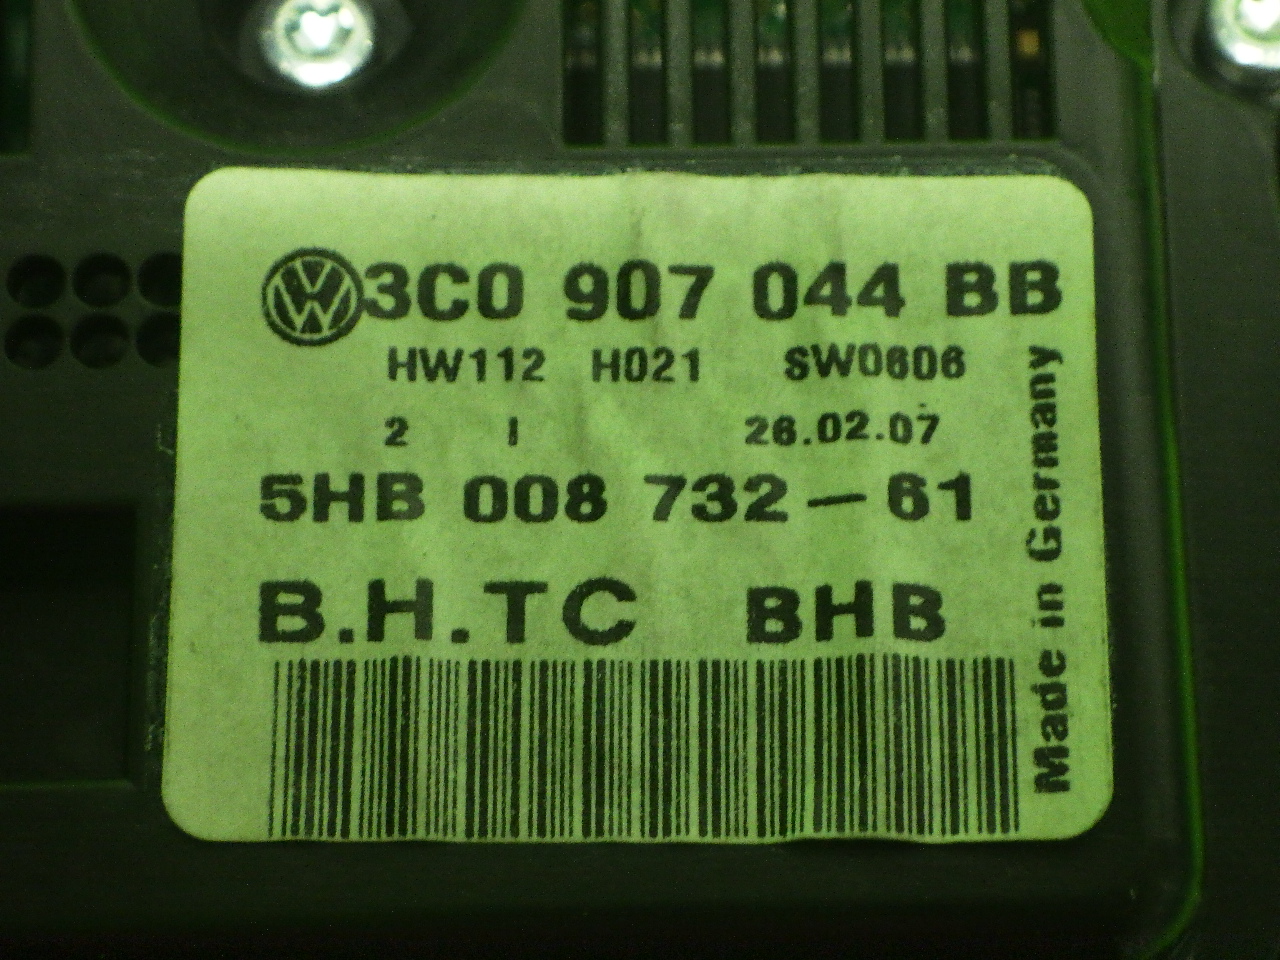 3C0 907 044 BB
HW112 H021 SW0606
2 I 26.02.07
5HB 008 732-61
B.H.TC BHB
Made in Germany